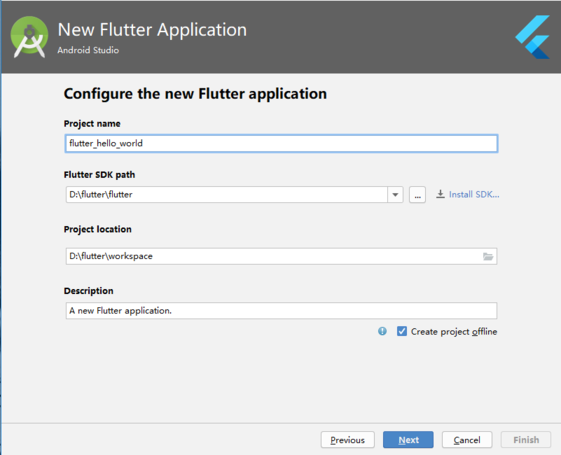 New Flutter Application
Android Studio
Configure the new Flutter application
Project name
flutter_hello_world
Flutter SDK path
D:\flutter\flutter
... Install SDK...
Project location
D:\flutter\workspace
Description
A new Flutter application.
Create project offline
Previous Next Cancel Finish